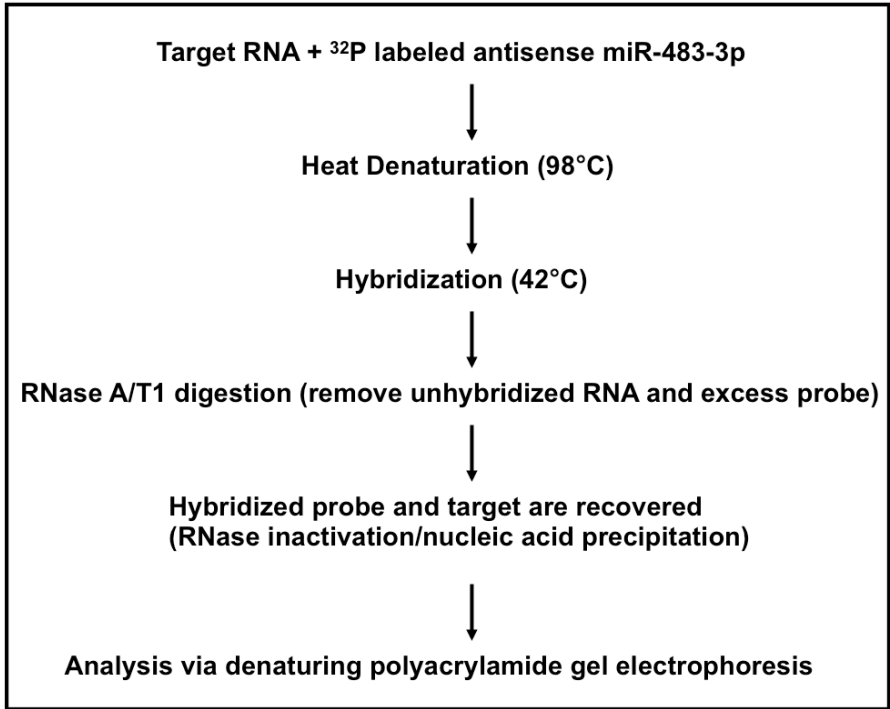 Target RNA + ³²P labeled antisense miR-483-3p
Heat Denaturation (98°C)
Hybridization (42°C)
RNase A/T1 digestion (remove unhybridized RNA and excess probe)
Hybridized probe and target are recovered
(RNase inactivation/nucleic acid precipitation)
Analysis via denaturing polyacrylamide gel electrophoresis